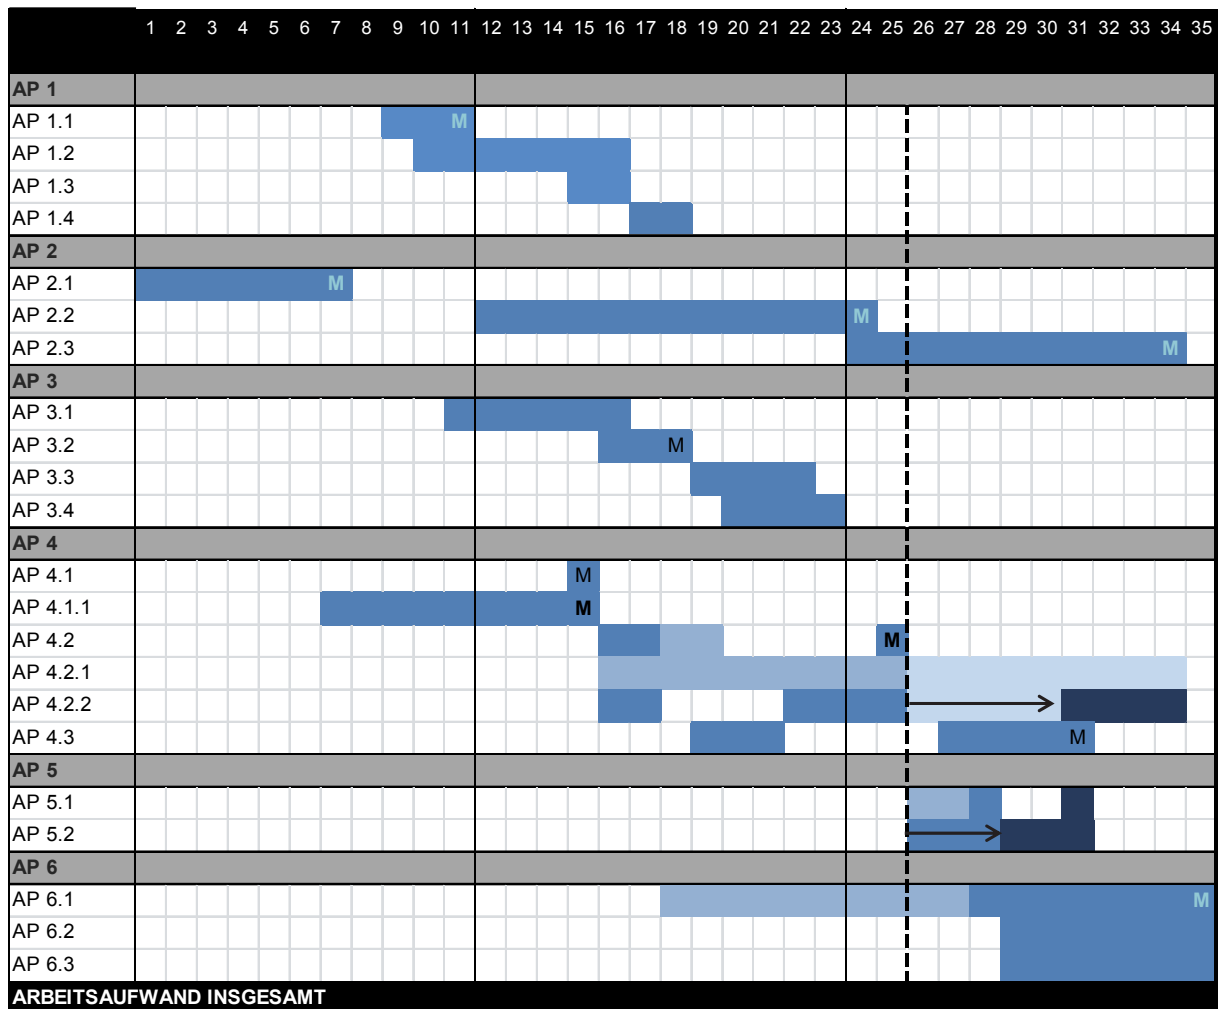 1 2 3 4 5 6 7 8 9 10 11 12 13 14 15 16 17 18 19 20 21 22 23 24 25 26 27 28 29 30 31 32 33 34 35
AP 1
AP 1.1 M
AP 1.2
AP 1.3
AP 1.4
AP 2
AP 2.1 M
AP 2.2 M
AP 2.3 M
AP 3
AP 3.1
AP 3.2 M
AP 3.3
AP 3.4
AP 4
AP 4.1 M
AP 4.1.1 M
AP 4.2 M
AP 4.2.1
AP 4.2.2
AP 4.3 M
AP 5
AP 5.1
AP 5.2
AP 6
AP 6.1 M
AP 6.2
AP 6.3
ARBEITSAUFWAND INSGESAMT